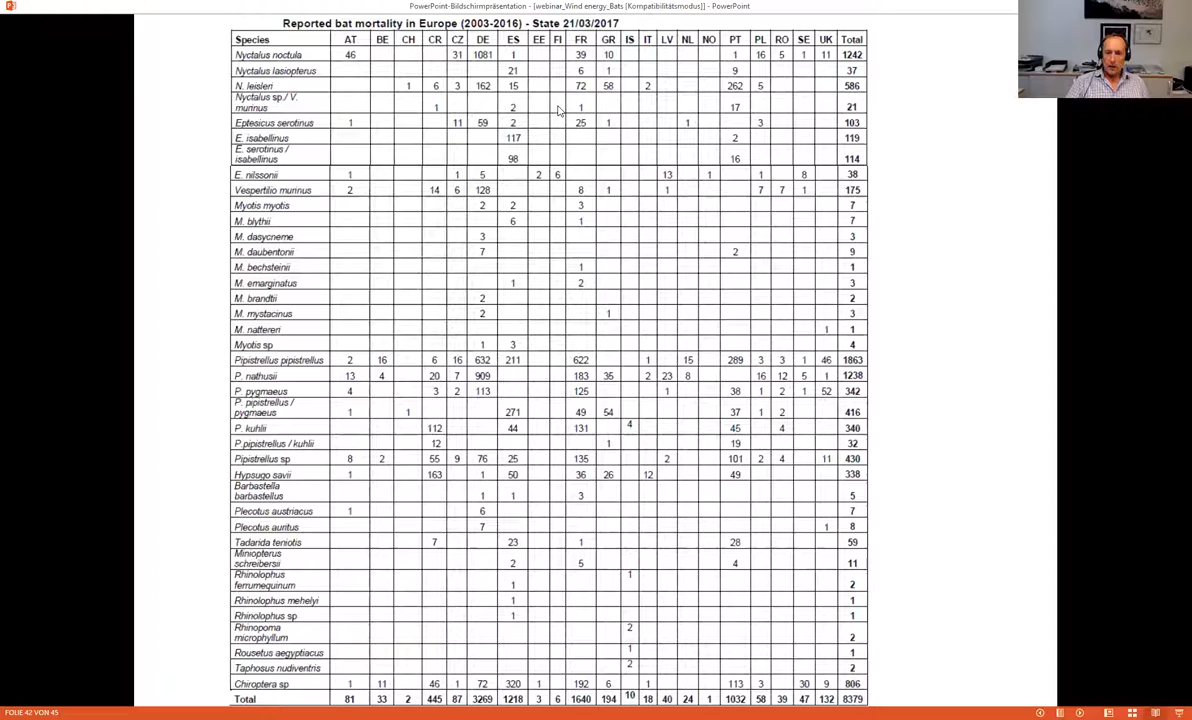 PowerPoint-Bildschirmpräsentation - [webinar_Wind energy_Bats [Kompatibilitätsmodus]] - PowerPoint
Reported bat mortality in Europe (2003-2016) - State 21/03/2017
Species AT BE CH CR CZ DE ES EE FI FR GR IS IT LV NL NO PT PL RO SE UK Total
Nyctalus noctula 46 31 1081 1 39 10 1 16 5 1 11 1242
Nyctalus lasiopterus 21 6 1 9 37
N. leisleri 1 6 3 162 15 72 58 2 262 5 586
Nyctalus sp./ V.
murinus 1 2 1 17 21
Eptesicus serotinus 1 11 59 2 25 1 1 3 103
E. isabellinus 117 2 119
E. serotinus /
isabellinus 98 16 114
E. nilssonii 1 1 5 2 6 13 1 1 8 38
Vespertilio murinus 2 14 6 128 8 1 1 7 7 1 175
Myotis myotis 2 2 3 7
M. blythii 6 1 7
M. dasycneme 3 3
M. daubentonii 7 2 9
M. bechsteinii 1 1
M. emarginatus 1 2 3
M. brandtii 2 2
M. mystacinus 2 1 3
M. nattereri 1 1
Myotis sp 1 3 4
Pipistrellus pipistrellus 2 16 6 16 632 211 622 1 15 289 3 3 1 46 1863
P. nathusii 13 4 20 7 909 183 35 2 23 8 16 12 5 1 1238
P. pygmaeus 4 3 2 113 125 1 38 1 2 1 52 342
P. pipistrellus /
pygmaeus 1 1 271 49 54 37 1 2 416
P. kuhlii 112 44 131 4 45 4 340
P.pipistrellus / kuhlii 12 1 19 32
Pipistrellus sp 8 2 55 9 76 25 135 2 101 2 4 11 430
Hypsugo savii 1 163 1 50 36 26 12 49 338
Barbastella
barbastellus 1 1 3 5
Plecotus austriacus 1 6 7
Plecotus auritus 7 1 8
Tadarida teniotis 7 23 1 28 59
Miniopterus
schreibersii 2 5 4 11
Rhinolophus
ferrumequinum 1 1 2
Rhinolophus mehelyi 1 1
Rhinolophus sp 1 1
Rhinopoma
microphyllum 2 2
Rousetus aegyptiacus 1 1
Taphosus nudiventris 2 2
Chiroptera sp 1 11 46 1 72 320 1 192 6 1 113 3 30 9 806
Total 81 33 2 445 87 3269 1218 3 6 1640 194 10 18 40 24 1 1032 58 39 47 132 8379
FOLIE 42 VON 45